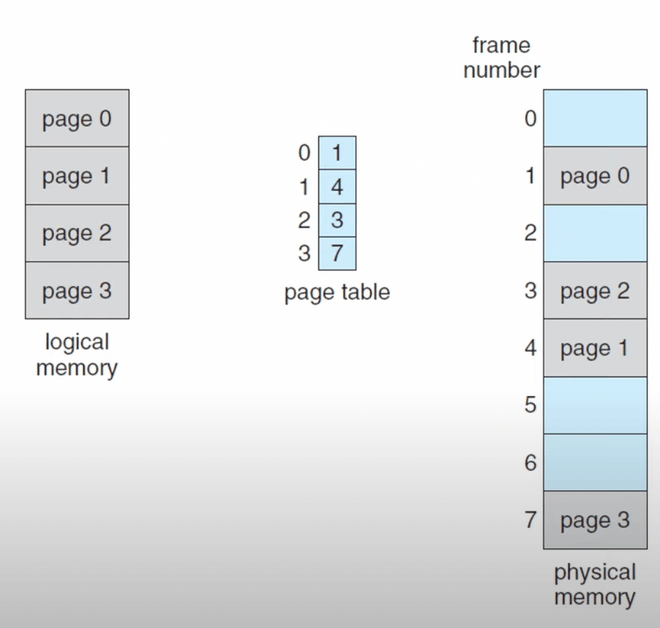 page 0
page 1
page 2
page 3
logical
memory
0 1
1 4
2 3
3 7
page table
frame
number
0
1 page 0
2
3 page 2
4 page 1
5
6
7 page 3
physical
memory